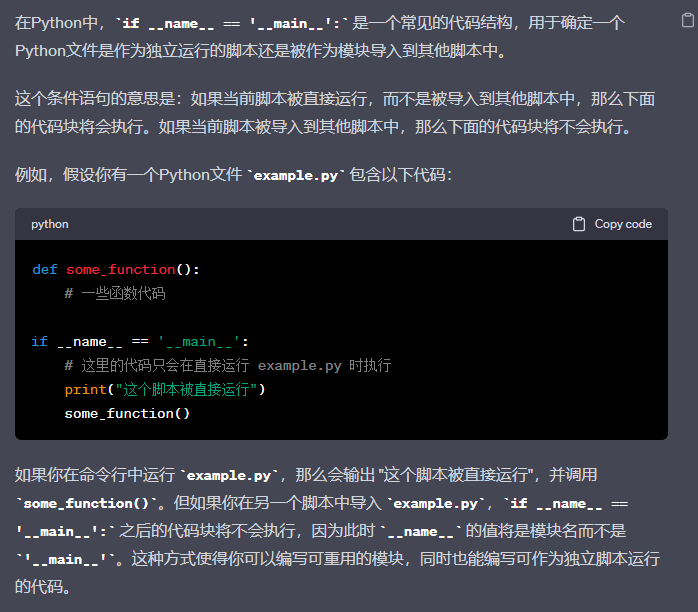 在Python中，`if __name__ == '__main__':`是一个常见的代码结构，用于确定一个
Python文件是作为独立运行的脚本还是被作为模块导入到其他脚本中。
这个条件语句的意思是：如果当前脚本被直接运行，而不是被导入到其他脚本中，那么下面
的代码块将会执行。如果当前脚本被导入到其他脚本中，那么下面的代码块将不会执行。
例如，假设你有一个Python文件`example.py`包含以下代码：
python Copy code
def some_function():
    # 一些函数代码
if __name__ == '__main__':
    # 这里的代码只会在直接运行 example.py 时执行
    print("这个脚本被直接运行")
    some_function()
如果你在命令行中运行`example.py`，那么会输出"这个脚本被直接运行"，并调用
`some_function()`。但如果你在另一个脚本中导入`example.py`，`if __name__ ==
'__main__':`之后的代码块将不会执行，因为此时`__name__`的值将是模块名而不是
`'__main__'`。这种方式使得你可以编写可重用的模块，同时也能编写可作为独立脚本运行
的代码。